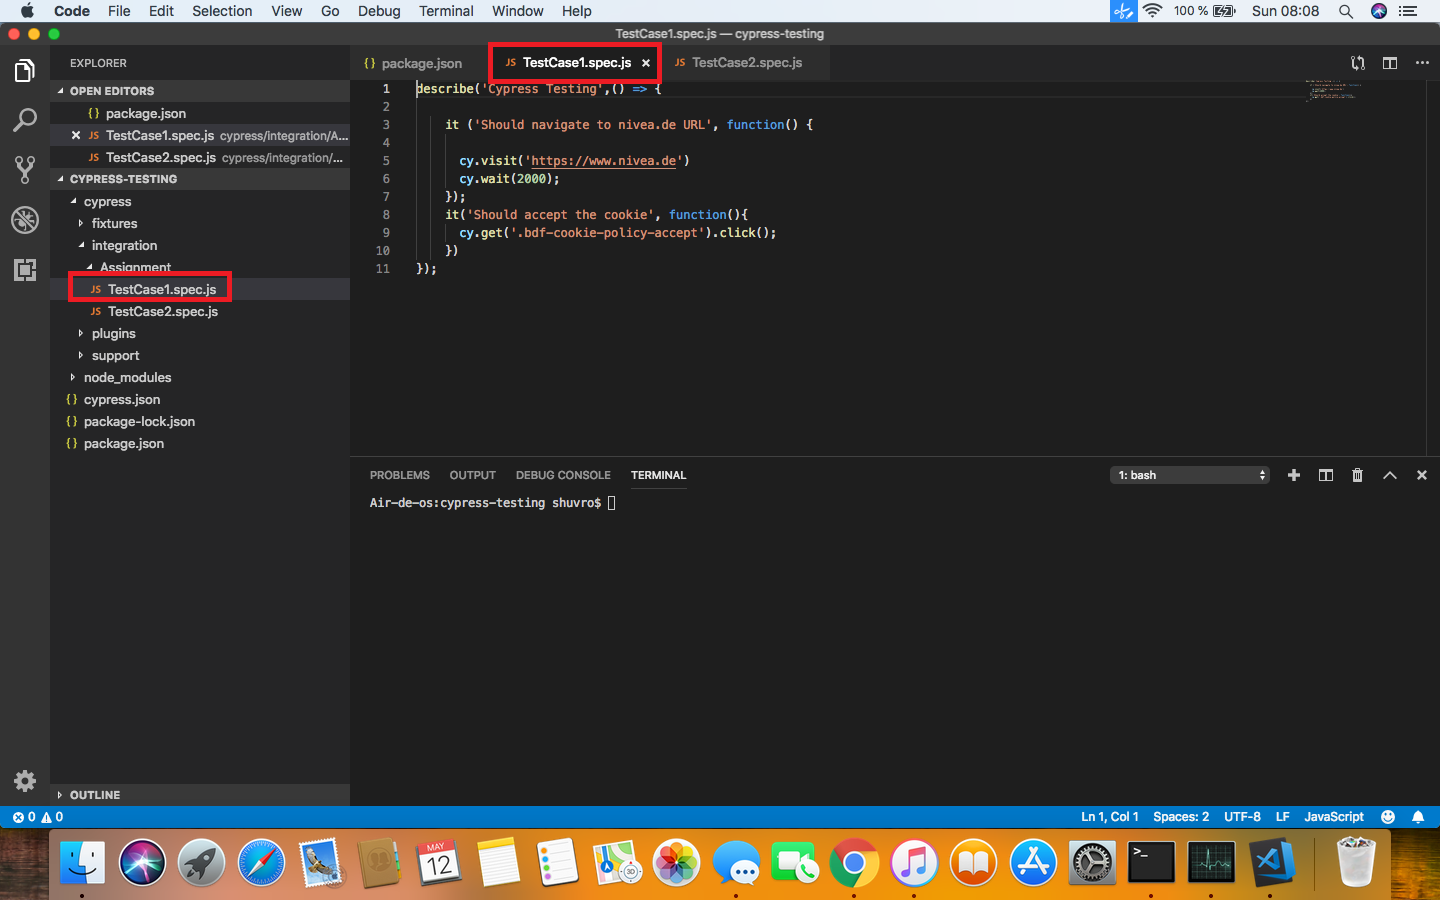 Code File Edit Selection View Go Debug Terminal Window Help 100 % Sun 08:08
TestCase1.spec.js — cypress-testing
EXPLORER
{} package.json JS TestCase1.spec.js × JS TestCase2.spec.js
OPEN EDITORS
{} package.json
× JS TestCase1.spec.js cypress/integration/A...
JS TestCase2.spec.js cypress/integration/...
CYPRESS-TESTING
cypress
fixtures
integration
Assignment
JS TestCase1.spec.js
JS TestCase2.spec.js
plugins
support
node_modules
{} cypress.json
{} package-lock.json
{} package.json
OUTLINE
1 describe('Cypress Testing',() => {
2
3 it ('Should navigate to nivea.de URL', function() {
4
5 cy.visit('https://www.nivea.de')
6 cy.wait(2000);
7 });
8 it('Should accept the cookie', function(){
9 cy.get('.bdf-cookie-policy-accept').click();
10 })
11 });
PROBLEMS OUTPUT DEBUG CONSOLE TERMINAL 1: bash
Air-de-os:cypress-testing shuvro$
0 0 Ln 1, Col 1 Spaces: 2 UTF-8 LF JavaScript
MAY
12
3D
>_